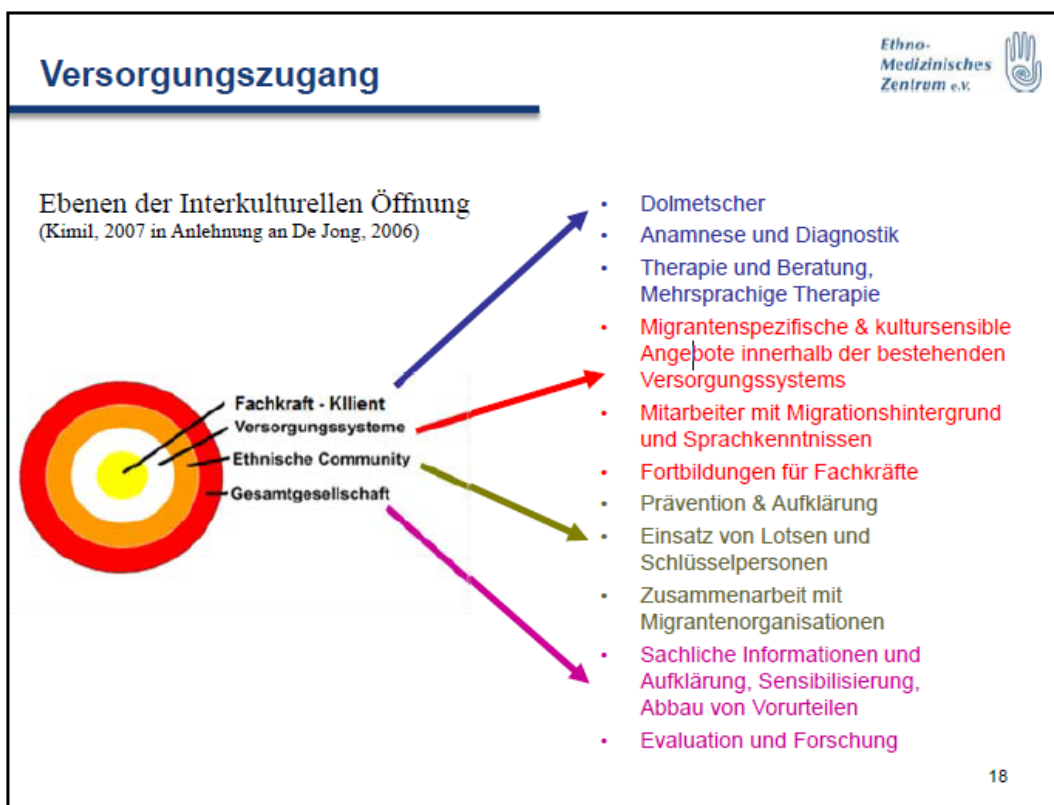 Versorgungszugang
Ethno-
Medizinisches
Zentrum e.V.
Ebenen der Interkulturellen Öffnung
(Kimil, 2007 in Anlehnung an De Jong, 2006)
Fachkraft - Kllient
Versorgungssysteme
Ethnische Community
Gesamtgesellschaft
• Dolmetscher
• Anamnese und Diagnostik
• Therapie und Beratung,
Mehrsprachige Therapie
• Migrantenspezifische & kultursensible
Angebote innerhalb der bestehenden
Versorgungssystems
• Mitarbeiter mit Migrationshintergrund
und Sprachkenntnissen
• Fortbildungen für Fachkräfte
• Prävention & Aufklärung
• Einsatz von Lotsen und
Schlüsselpersonen
• Zusammenarbeit mit
Migrantenorganisationen
• Sachliche Informationen und
Aufklärung, Sensibilisierung,
Abbau von Vorurteilen
• Evaluation und Forschung
18